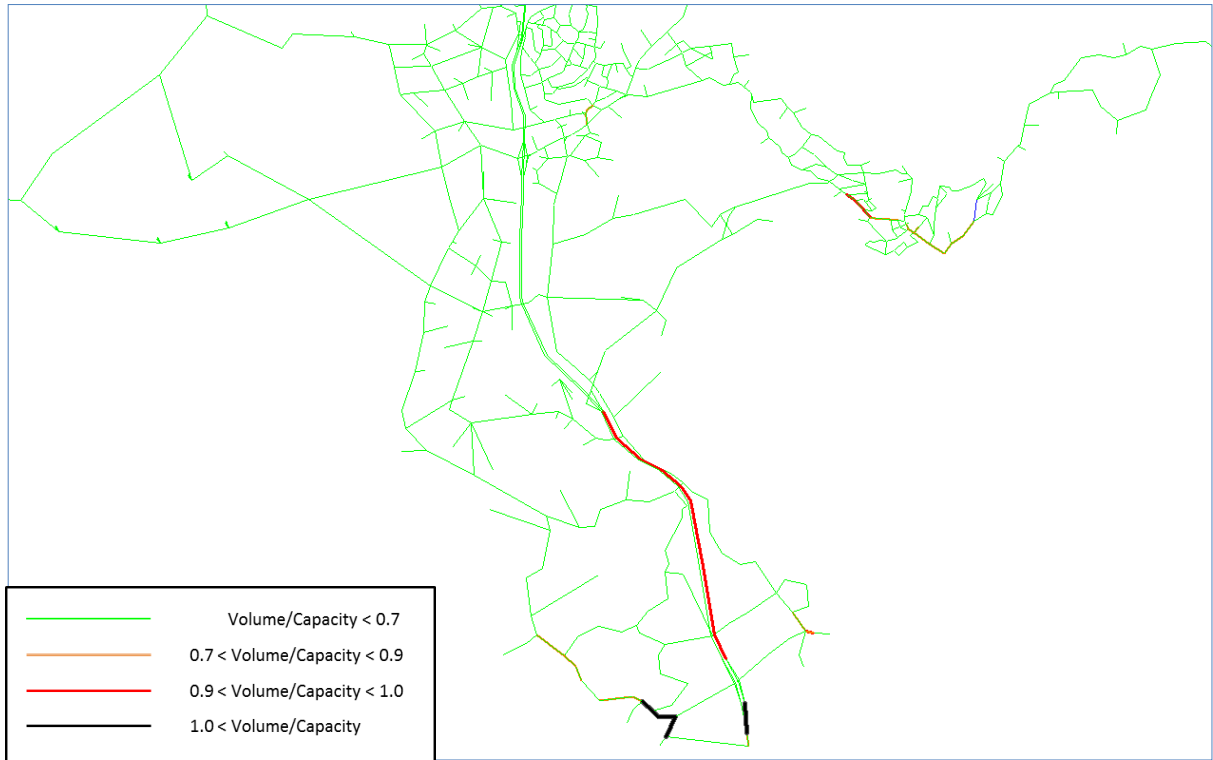 Volume/Capacity < 0.7
0.7 < Volume/Capacity < 0.9
0.9 < Volume/Capacity < 1.0
1.0 < Volume/Capacity